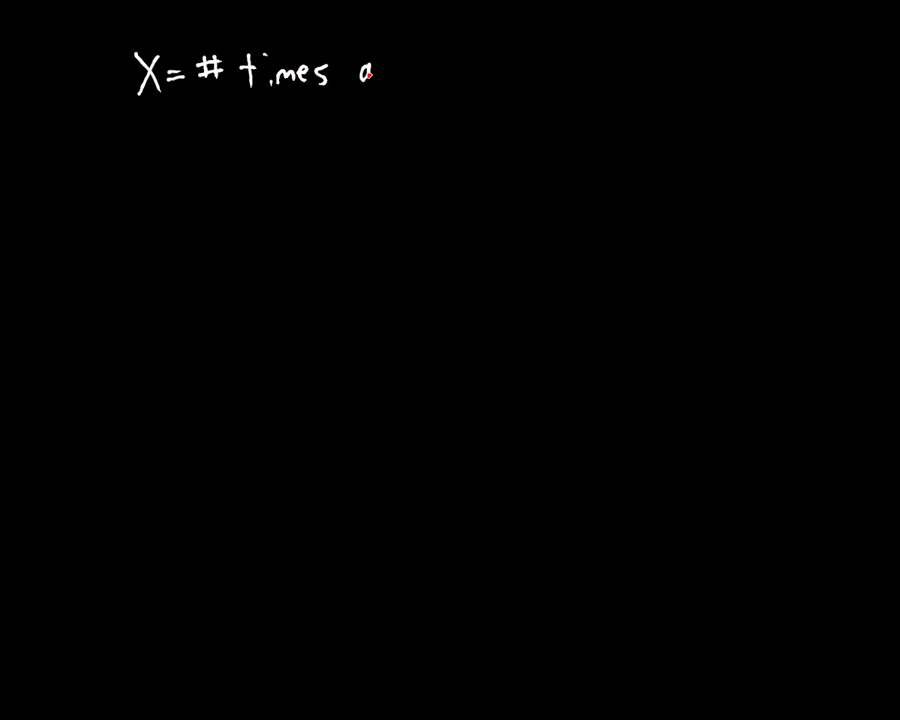 X = # times a